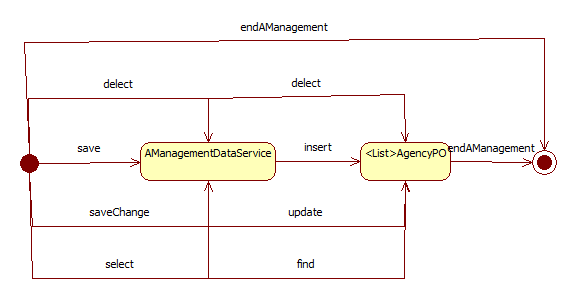 endAManagement
delect
delect
save
AManagementDataService
insert
<List>AgencyPO
endAManagement
saveChange
update
select
find